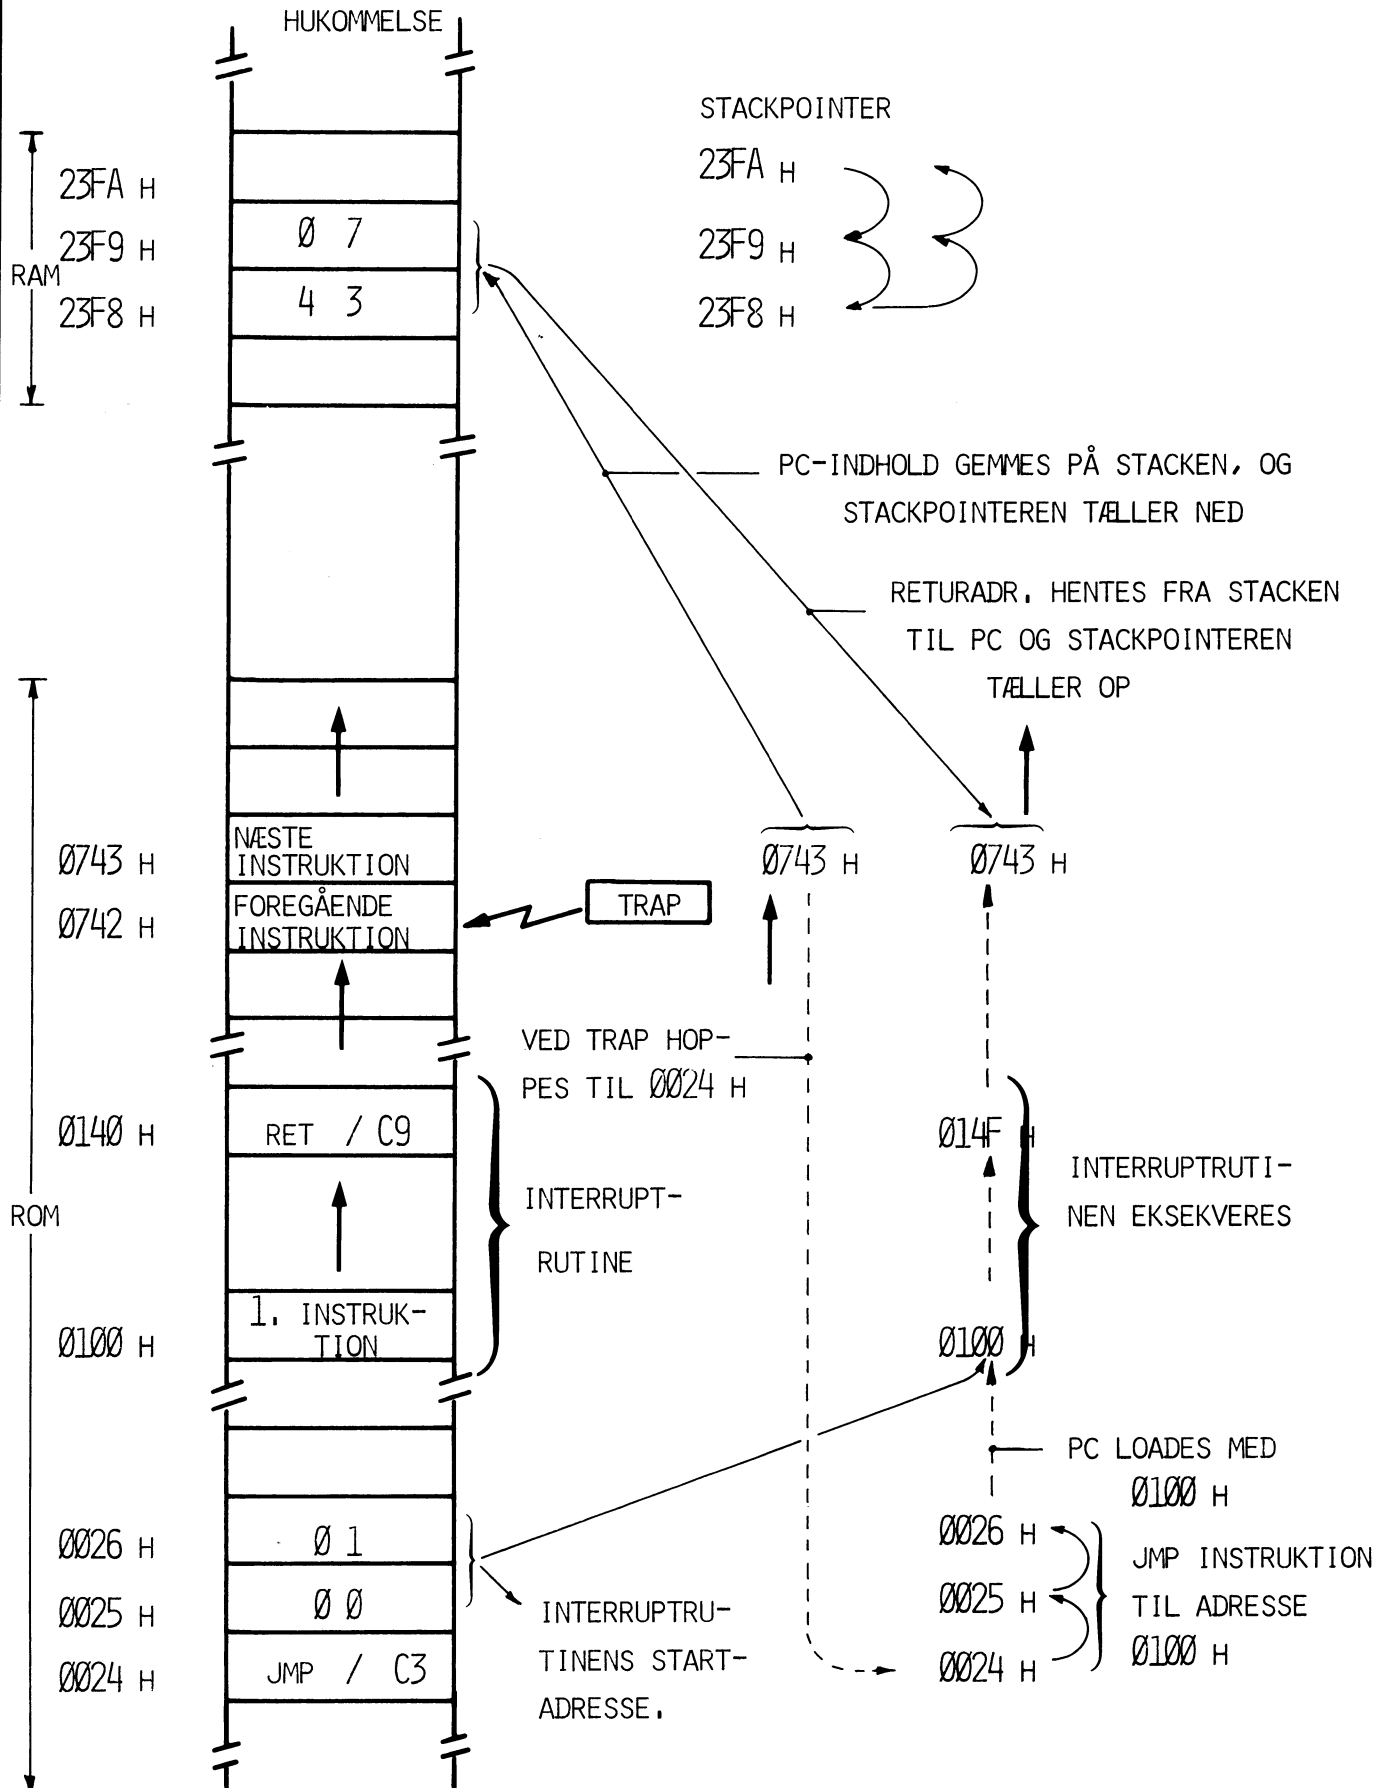 HUKOMMELSE
STACKPOINTER
23FA H
23FA H
Ø 7
23F9 H
23F9 H
RAM
4 3
23F8 H
23F8 H
PC-INDHOLD GEMMES PÅ STACKEN, OG
STACKPOINTEREN TÆLLER NED
RETURADR. HENTES FRA STACKEN
TIL PC OG STACKPOINTEREN
TÆLLER OP
NÆSTE
INSTRUKTION
Ø743 H
Ø743 H
Ø743 H
FOREGÅENDE
INSTRUKTION
Ø742 H
TRAP
VED TRAP HOP-
PES TIL ØØ24 H
Ø14Ø H
RET / C9
Ø14F H
INTERRUPTRUTI-
NEN EKSEKVERES
INTERRUPT-
RUTINE
ROM
1. INSTRUK-
TION
Ø1ØØ H
Ø1ØØ H
PC LOADES MED
Ø1ØØ H
ØØ26 H
Ø 1
ØØ26 H
JMP INSTRUKTION
TIL ADRESSE
Ø1ØØ H
ØØ25 H
Ø Ø
ØØ25 H
INTERRUPTRU-
TINENS START-
ADRESSE.
ØØ24 H
JMP / C3
ØØ24 H